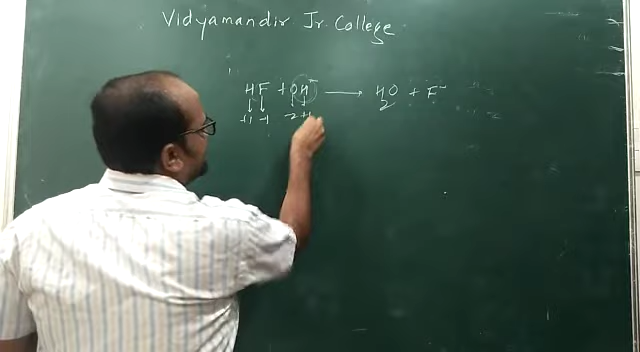 Vidyamandir Jr. College
HF + OH⁻ → H₂O + F⁻
+1 -1 -2 +1